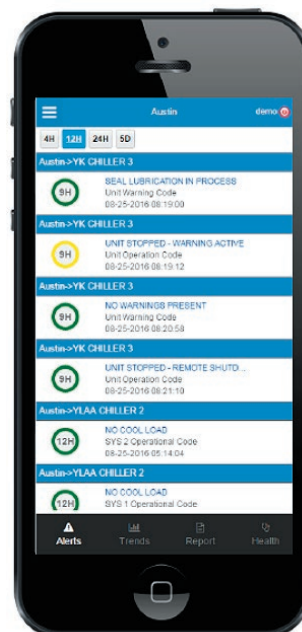 Austin
demo
4H 12H 24H 5D
Austin->YK CHILLER 3
9H
SEAL LUBRICATION IN PROCESS
Unit Warning Code
08-25-2016 08:19:00
Austin->YK CHILLER 3
9H
UNIT STOPPED - WARNING ACTIVE
Unit Operation Code
08-25-2016 08:19:12
Austin->YK CHILLER 3
9H
NO WARNINGS PRESENT
Unit Warning Code
08-25-2016 08:20:58
Austin->YK CHILLER 3
9H
UNIT STOPPED - REMOTE SHUTD...
Unit Operation Code
08-25-2016 08:21:10
Austin->YLAA CHILLER 2
12H
NO COOL LOAD
SYS 2 Operational Code
08-25-2016 05:14:04
Austin->YLAA CHILLER 2
12H
NO COOL LOAD
SYS 1 Operational Code
Alerts Trends Report Health